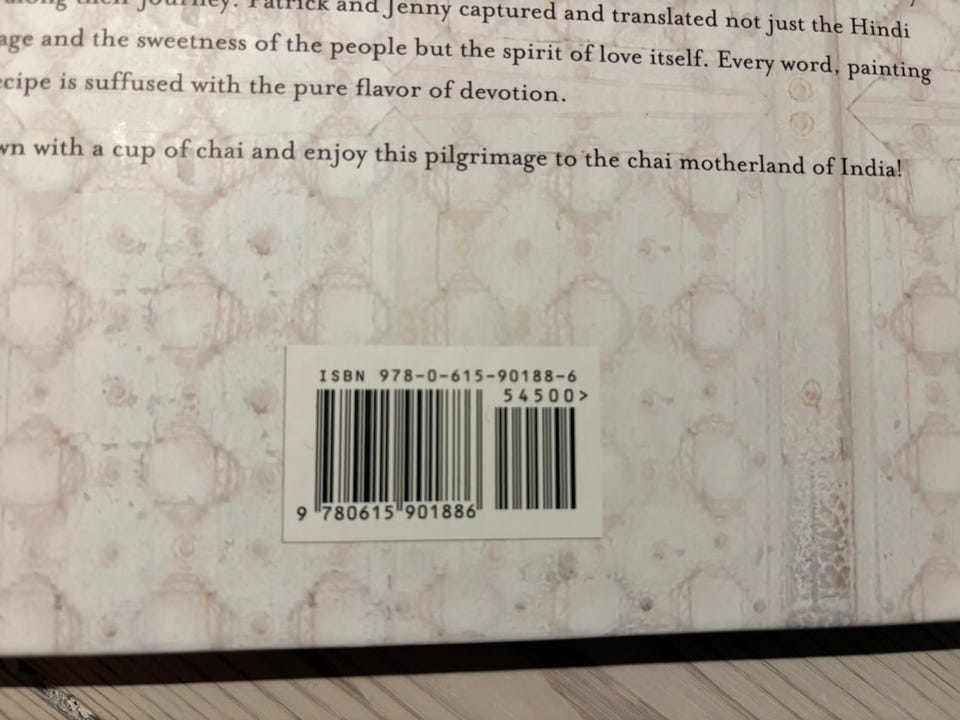 along their journey. Patrick and Jenny captured and translated not just the Hindi
age and the sweetness of the people but the spirit of love itself. Every word, painting
ecipe is suffused with the pure flavor of devotion.
wn with a cup of chai and enjoy this pilgrimage to the chai motherland of India!
ISBN 978-0-615-90188-6
54500>
9 780615 901886